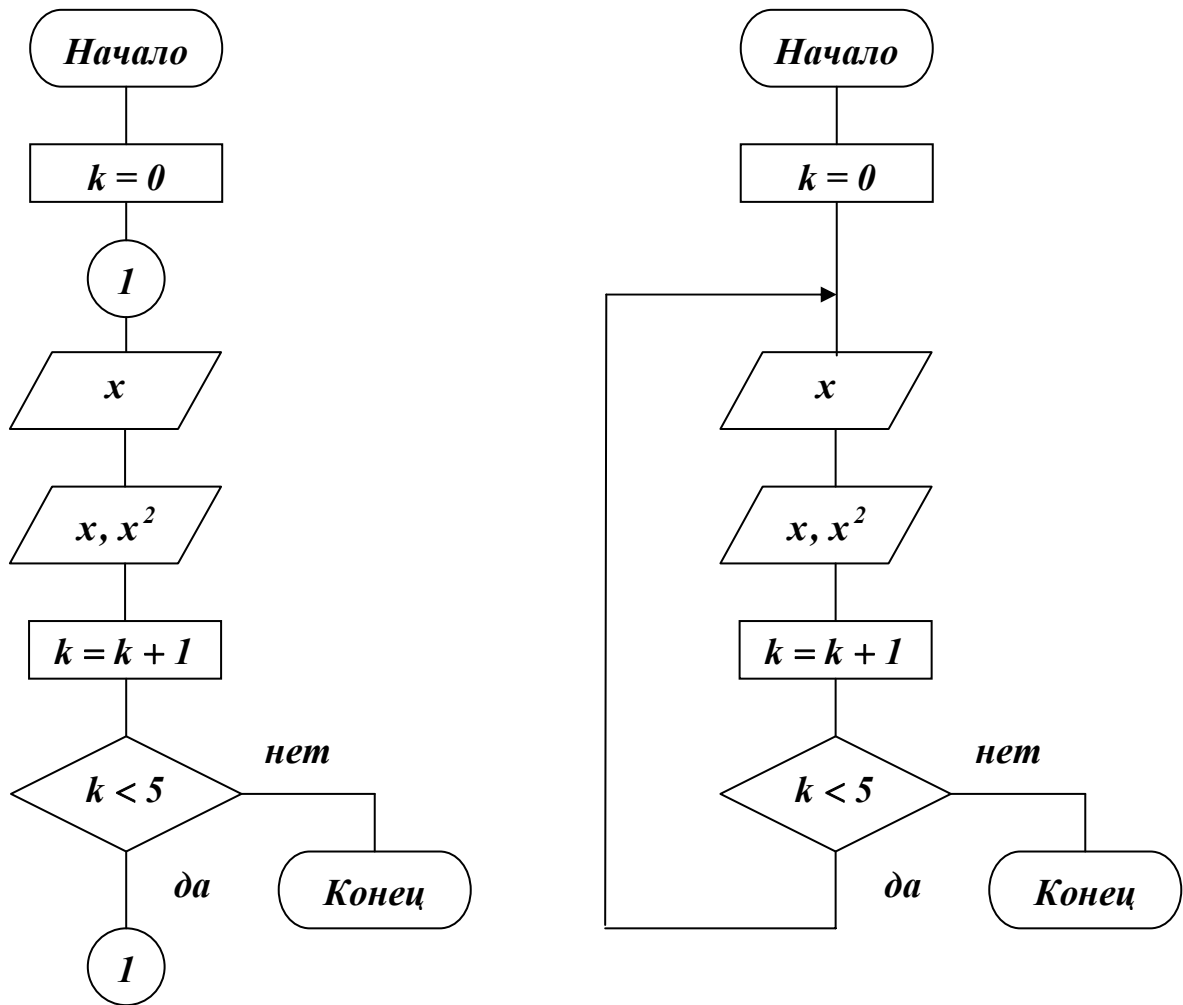 Начало
k = 0
1
x
x, x²
k = k + 1
k < 5
нет
да
Конец
1
Начало
k = 0
x
x, x²
k = k + 1
k < 5
нет
да
Конец